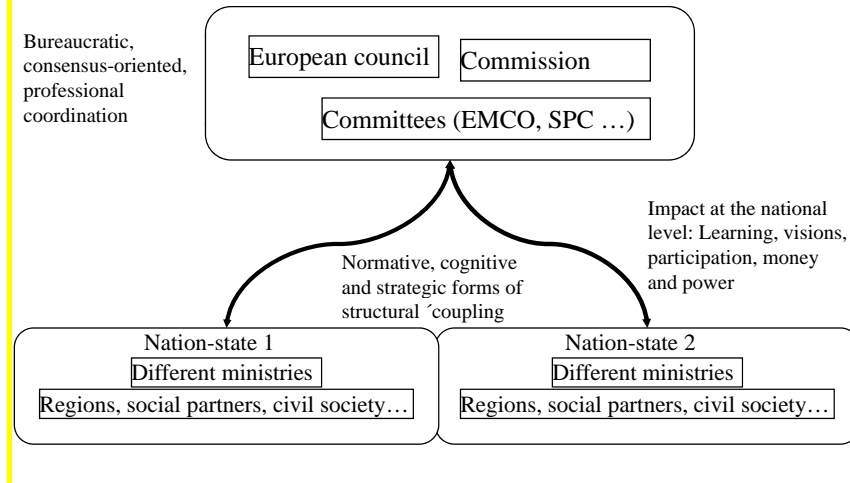 Bureaucratic,
consensus-oriented,
professional
coordination
European council
Commission
Committees (EMCO, SPC …)
Impact at the national
level: Learning, visions,
participation, money
and power
Normative, cognitive
and strategic forms of
structural ´coupling
Nation-state 1
Different ministries
Regions, social partners, civil society…
Nation-state 2
Different ministries
Regions, social partners, civil society…